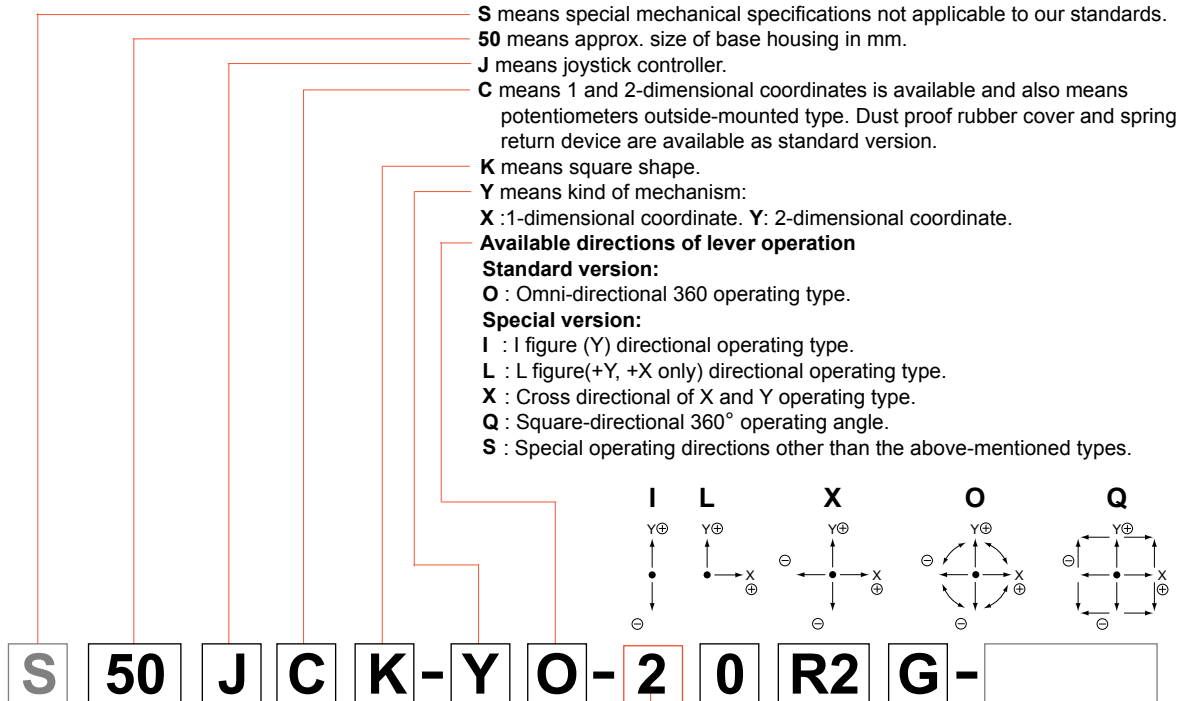 S means special mechanical specifications not applicable to our standards.
50 means approx. size of base housing in mm.
J means joystick controller.
C means 1 and 2-dimensional coordinates is available and also means
potentiometers outside-mounted type. Dust proof rubber cover and spring
return device are available as standard version.
K means square shape.
Y means kind of mechanism:
X :1-dimensional coordinate. Y: 2-dimensional coordinate.
Available directions of lever operation
Standard version:
O : Omni-directional 360 operating type.
Special version:
I : I figure (Y) directional operating type.
L : L figure(+Y, +X only) directional operating type.
X : Cross directional of X and Y operating type.
Q : Square-directional 360° operating angle.
S : Special operating directions other than the above-mentioned types.
I L X O Q
Y⊕ Y⊕ Y⊕ Y⊕ Y⊕
⊖ ⊖ ⊖
X X X X
⊕ ⊕ ⊕ ⊕
⊖ ⊖ ⊖ ⊖
S 50 J C K - Y O - 2 0 R2 G -